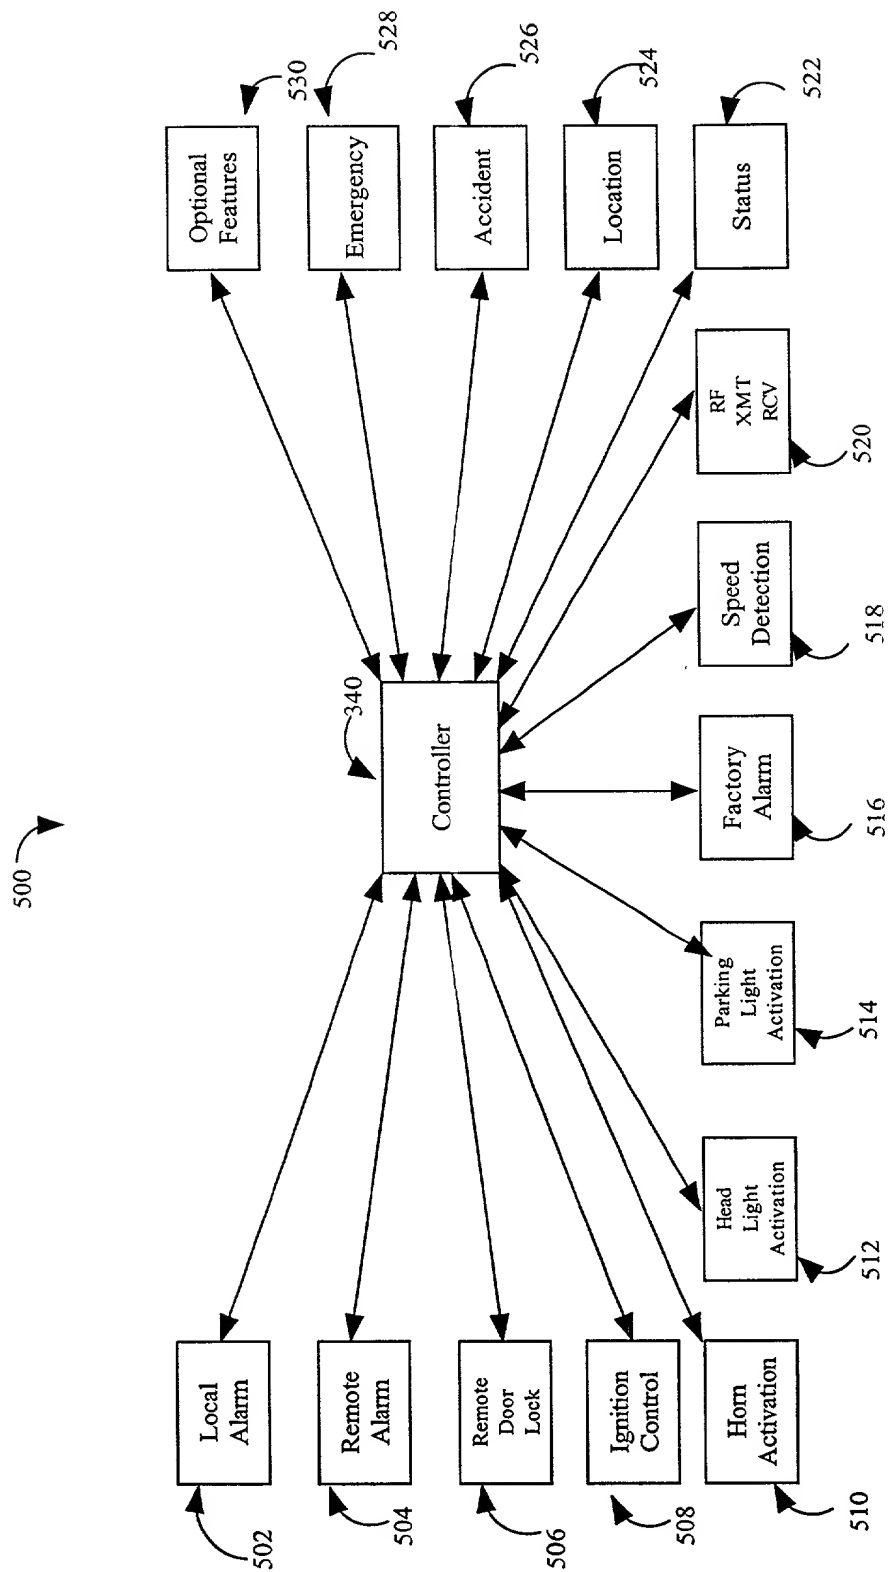 500
340
Controller
Local
Alarm
502
Remote
Alarm
504
Remote
Door
Lock
506
Ignition
Control
508
Horn
Activation
510
Head
Light
Activation
512
Parking
Light
Activation
514
Factory
Alarm
516
Speed
Detection
518
RF
XMT
RCV
520
Status
522
Location
524
Accident
526
Emergency
528
Optional
Features
530